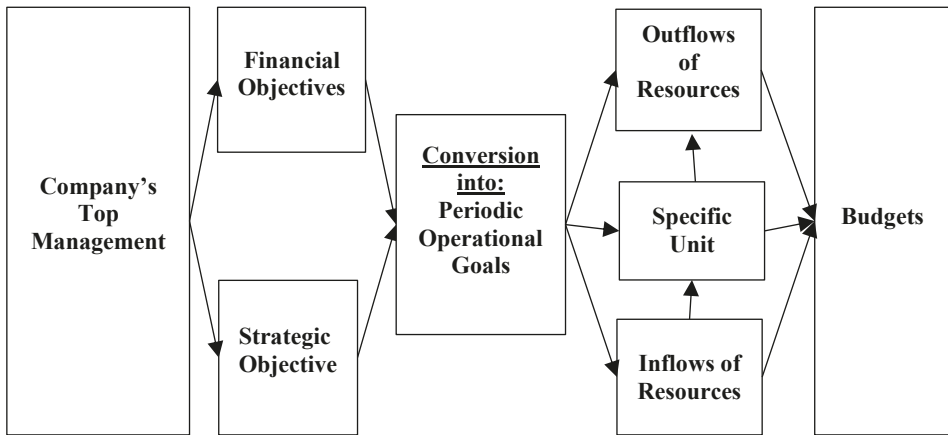 Company's
Top
Management
Financial
Objectives
Strategic
Objective
Conversion
into:
Periodic
Operational
Goals
Outflows
of
Resources
Specific
Unit
Inflows of
Resources
Budgets